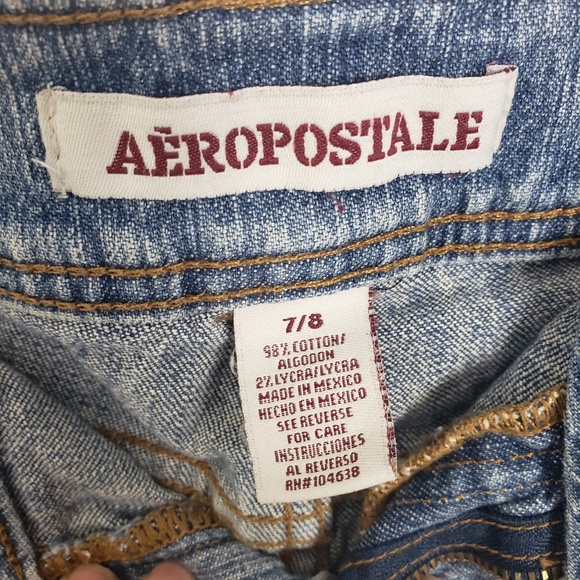 AÉROPOSTALE
7/8
98% COTTON/
ALGODON
2% LYCRA/LYCRA
MADE IN MEXICO
HECHO EN MEXICO
SEE REVERSE
FOR CARE
INSTRUCCIONES
AL REVERSO
RN#104638